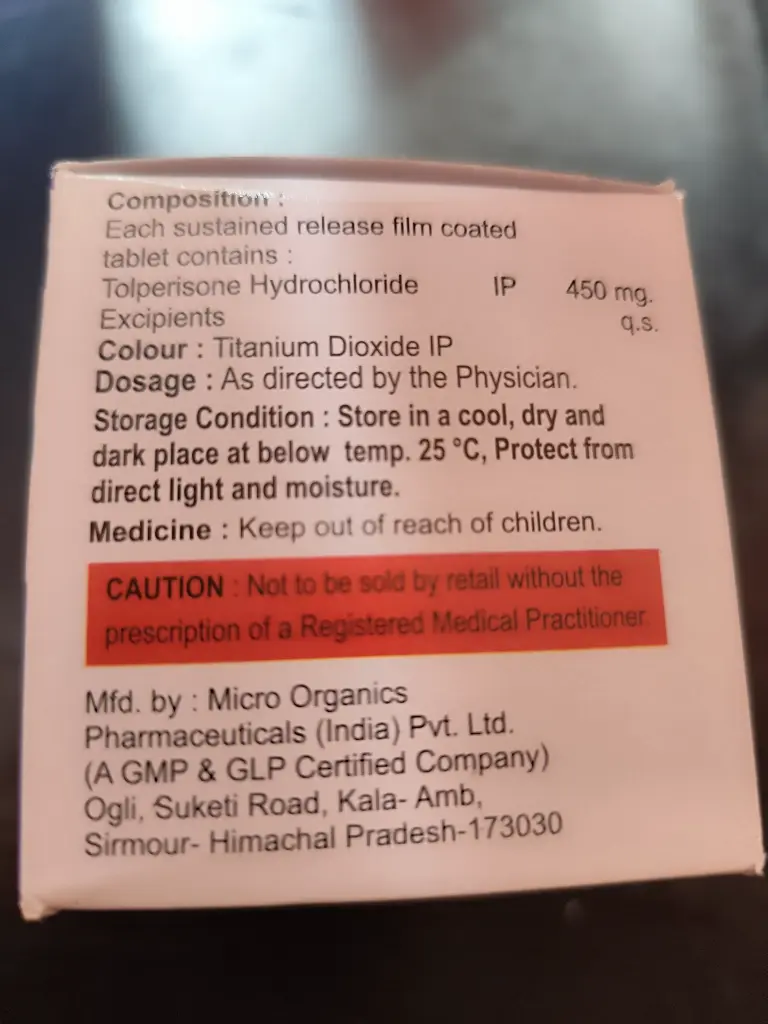 Composition :
Each sustained release film coated
tablet contains :
Tolperisone Hydrochloride IP 450 mg.
Excipients q.s.
Colour : Titanium Dioxide IP
Dosage : As directed by the Physician.
Storage Condition : Store in a cool, dry and
dark place at below temp. 25 °C, Protect from
direct light and moisture.
Medicine : Keep out of reach of children.
CAUTION : Not to be sold by retail without the
prescription of a Registered Medical Practitioner.
Mfd. by : Micro Organics
Pharmaceuticals (India) Pvt. Ltd.
(A GMP & GLP Certified Company)
Ogli, Suketi Road, Kala- Amb,
Sirmour- Himachal Pradesh-173030